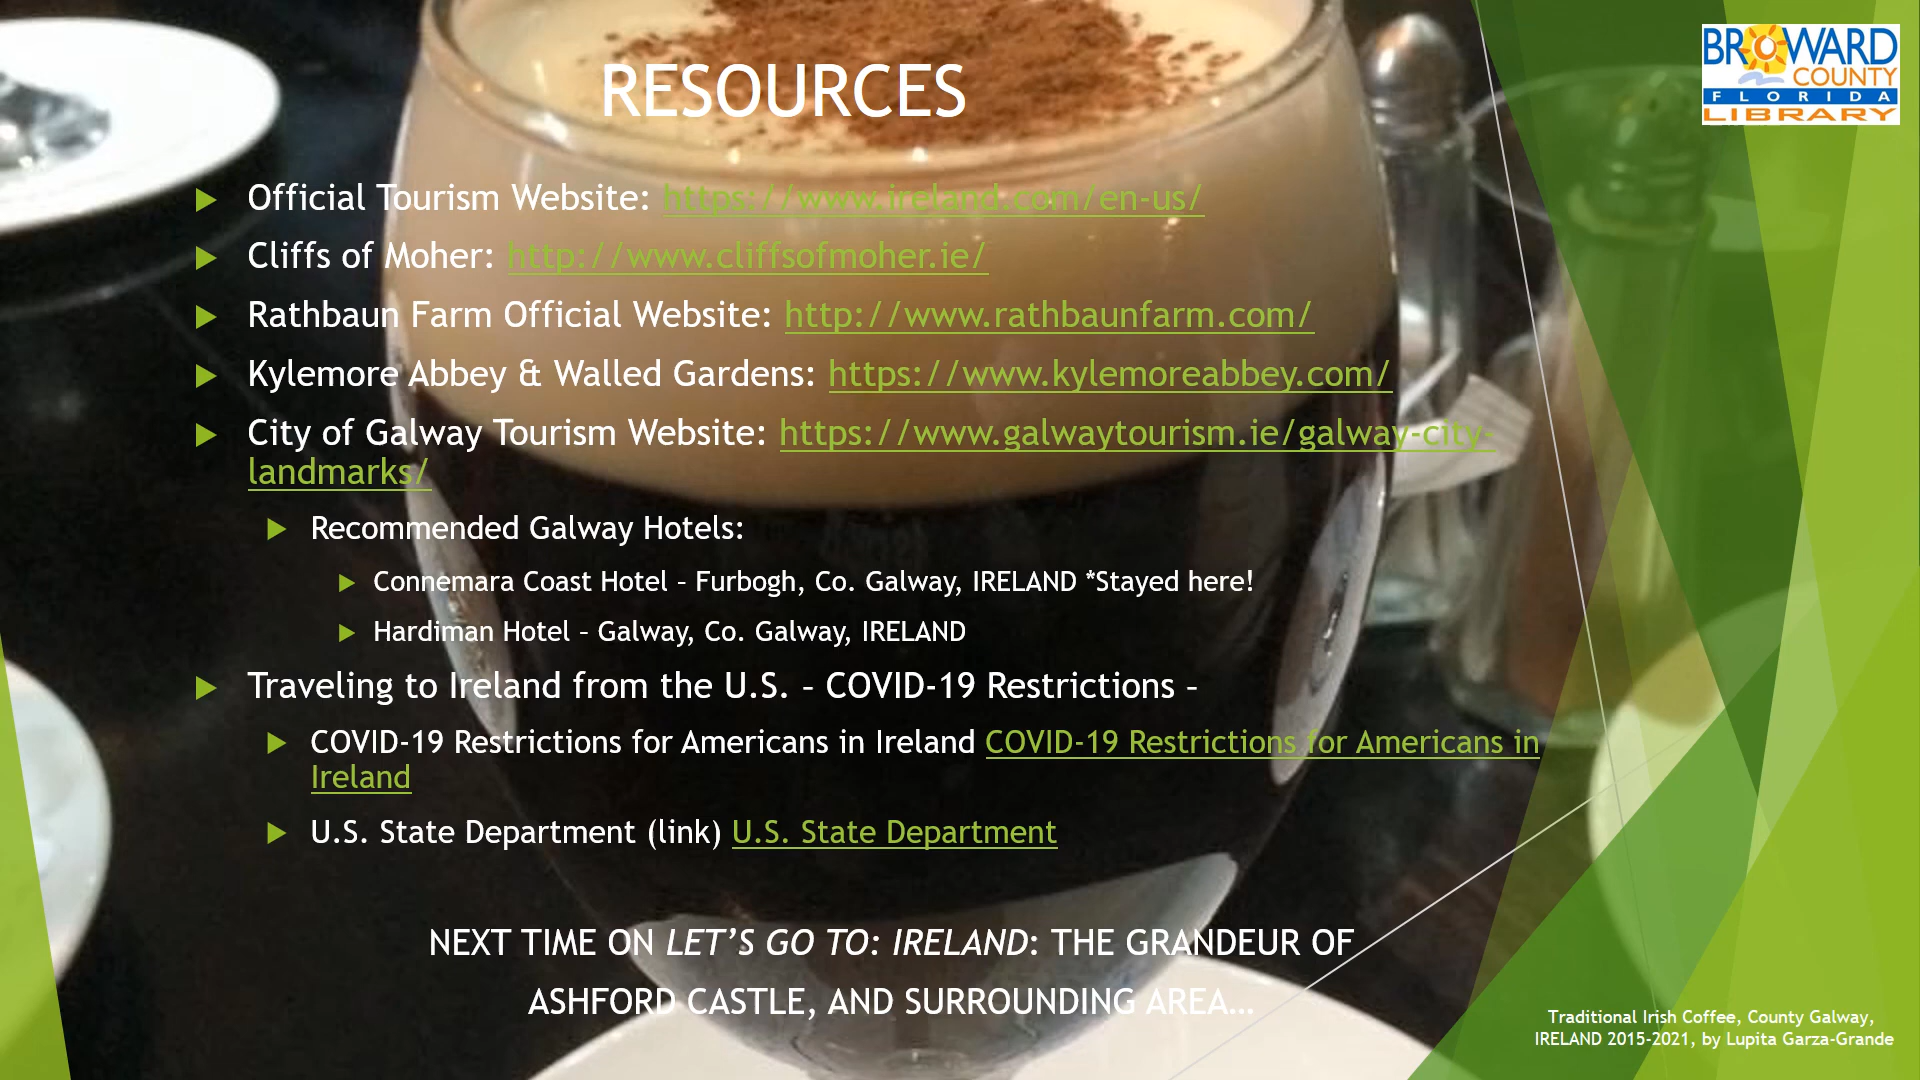 RESOURCES
BROWARD
COUNTY
FLORIDA
LIBRARY
Official Tourism Website: https://www.ireland.com/en-us/
Cliffs of Moher: http://www.cliffsofmoher.ie/
Rathbaun Farm Official Website: http://www.rathbaunfarm.com/
Kylemore Abbey & Walled Gardens: https://www.kylemoreabbey.com/
City of Galway Tourism Website: https://www.galwaytourism.ie/galway-city-
landmarks/
Recommended Galway Hotels:
Connemara Coast Hotel – Furbogh, Co. Galway, IRELAND *Stayed here!
Hardiman Hotel – Galway, Co. Galway, IRELAND
Traveling to Ireland from the U.S. – COVID-19 Restrictions –
COVID-19 Restrictions for Americans in Ireland COVID-19 Restrictions for Americans in
Ireland
U.S. State Department (link) U.S. State Department
NEXT TIME ON LET’S GO TO: IRELAND: THE GRANDEUR OF
ASHFORD CASTLE, AND SURROUNDING AREA…
Traditional Irish Coffee, County Galway,
IRELAND 2015-2021, by Lupita Garza-Grande